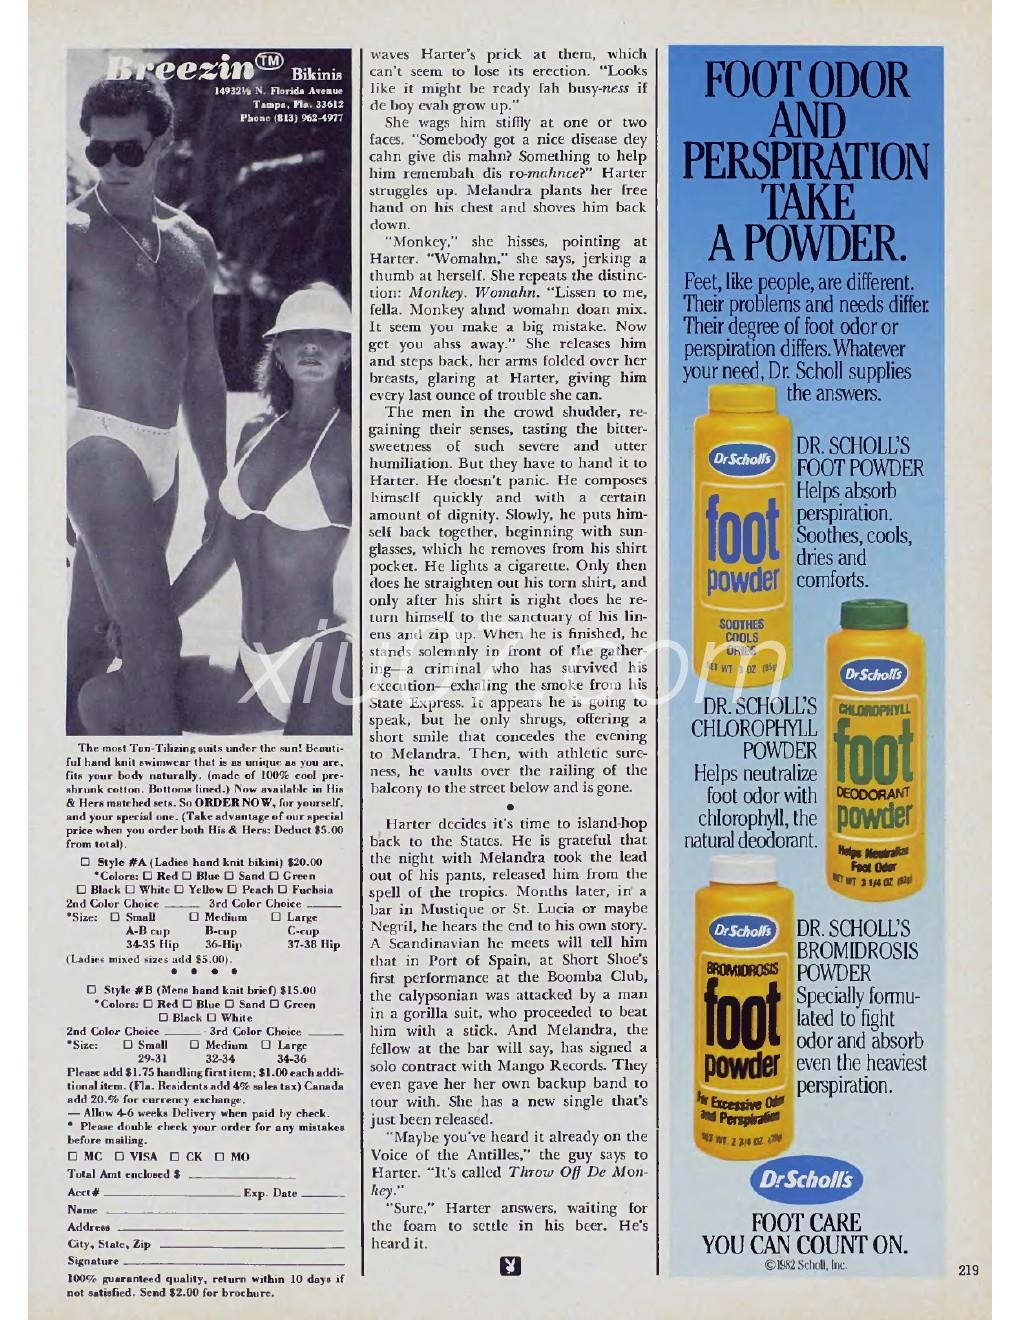 Breezin™
Bikinis
14932½ N. Florida Avenue
Tampa, Fla. 33612
Phone (813) 962-4977
The most Tan-Tilizing suits under the sun! Beauti-
ful hand knit swimwear that is as unique as you are,
fits your body naturally. (made of 100% cool pre-
shrunk cotton. Bottoms lined.) Now available in His
& Hers matched sets. So ORDER NOW, for yourself,
and your special one. (Take advantage of our special
price when you order both His & Hers: Deduct $5.00
from total).
☐ Style #A (Ladies hand knit bikini) $20.00
*Colors: ☐ Red ☐ Blue ☐ Sand ☐ Green
☐ Black ☐ White ☐ Yellow ☐ Peach ☐ Fuchsia
2nd Color Choice ____ 3rd Color Choice ____
*Size: ☐ Small ☐ Medium ☐ Large
A-B cup B-cup C-cup
34-35 Hip 36-Hip 37-38 Hip
(Ladies mixed sizes add $5.00).
• • • •
☐ Style #B (Mens hand knit brief) $15.00
*Colors: ☐ Red ☐ Blue ☐ Sand ☐ Green
☐ Black ☐ White
2nd Color Choice ____ 3rd Color Choice ____
*Size: ☐ Small ☐ Medium ☐ Large
29-31 32-34 34-36
Please add $1.75 handling first item; $1.00 each addi-
tional item. (Fla. Residents add 4% sales tax) Canada
add 20.% for currency exchange.
— Allow 4-6 weeks Delivery when paid by check.
* Please double check your order for any mistakes
before mailing.
☐ MC ☐ VISA ☐ CK ☐ MO
Total Amt enclosed $ ____
Acct# ____ Exp. Date ____
Name ____
Address ____
City, State, Zip ____
Signature ____
100% guaranteed quality, return within 10 days if
not satisfied. Send $2.00 for brochure.
waves Harter's prick at them, which
can't seem to lose its erection. "Looks
like it might be ready fah busy-ness if
de boy evah grow up."
She wags him stiffly at one or two
faces. "Somebody got a nice disease dey
cahn give dis mahn? Something to help
him remembah dis ro-mahnce?" Harter
struggles up. Melandra plants her free
hand on his chest and shoves him back
down.
"Monkey," she hisses, pointing at
Harter. "Womahn," she says, jerking a
thumb at herself. She repeats the distinc-
tion: Monkey. Womahn. "Lissen to me,
fella. Monkey ahnd womahn doan mix.
It seem you make a big mistake. Now
get you ahss away." She releases him
and steps back, her arms folded over her
breasts, glaring at Harter, giving him
every last ounce of trouble she can.
The men in the crowd shudder, re-
gaining their senses, tasting the bitter-
sweetness of such severe and utter
humiliation. But they have to hand it to
Harter. He doesn't panic. He composes
himself quickly and with a certain
amount of dignity. Slowly, he puts him-
self back together, beginning with sun-
glasses, which he removes from his shirt
pocket. He lights a cigarette. Only then
does he straighten out his torn shirt, and
only after his shirt is right does he re-
turn himself to the sanctuary of his lin-
ens and zip up. When he is finished, he
stands solemnly in front of the gather-
ing—a criminal who has survived his
execution—exhaling the smoke from his
State Express. It appears he is going to
speak, but he only shrugs, offering a
short smile that concedes the evening
to Melandra. Then, with athletic sure-
ness, he vaults over the railing of the
balcony to the street below and is gone.
•
Harter decides it's time to island-hop
back to the States. He is grateful that
the night with Melandra took the lead
out of his pants, released him from the
spell of the tropics. Months later, in a
bar in Mustique or St. Lucia or maybe
Negril, he hears the end to his own story.
A Scandinavian he meets will tell him
that in Port of Spain, at Short Shoe's
first performance at the Boomba Club,
the calypsonian was attacked by a man
in a gorilla suit, who proceeded to beat
him with a stick. And Melandra, the
fellow at the bar will say, has signed a
solo contract with Mango Records. They
even gave her her own backup band to
tour with. She has a new single that's
just been released.
"Maybe you've heard it already on the
Voice of the Antilles," the guy says to
Harter. "It's called Throw Off De Mon-
key."
"Sure," Harter answers, waiting for
the foam to settle in his beer. He's
heard it.
FOOT ODOR
AND
PERSPIRATION
TAKE
A POWDER.
Feet, like people, are different.
Their problems and needs differ.
Their degree of foot odor or
perspiration differs. Whatever
your need, Dr. Scholl supplies
the answers.
Dr Scholl's
foot
powder
SOOTHES
COOLS
DRIES
NET WT 3 OZ (85g)
DR. SCHOLL'S
FOOT POWDER
Helps absorb
perspiration.
Soothes, cools,
dries and
comforts.
Dr Scholl's
CHLOROPHYLL
foot
DEODORANT
powder
Helps Neutralize
Foot Odor
NET WT 3 1/4 OZ (92g)
DR. SCHOLL'S
CHLOROPHYLL
POWDER
Helps neutralize
foot odor with
chlorophyll, the
natural deodorant.
Dr Scholl's
BROMIDROSIS
foot
powder
For Excessive Odor
and Perspiration
NET WT. 2 3/4 OZ. (78g)
DR. SCHOLL'S
BROMIDROSIS
POWDER
Specially formu-
lated to fight
odor and absorb
even the heaviest
perspiration.
Dr Scholl's
FOOT CARE
YOU CAN COUNT ON.
©1982 Scholl, Inc.
219